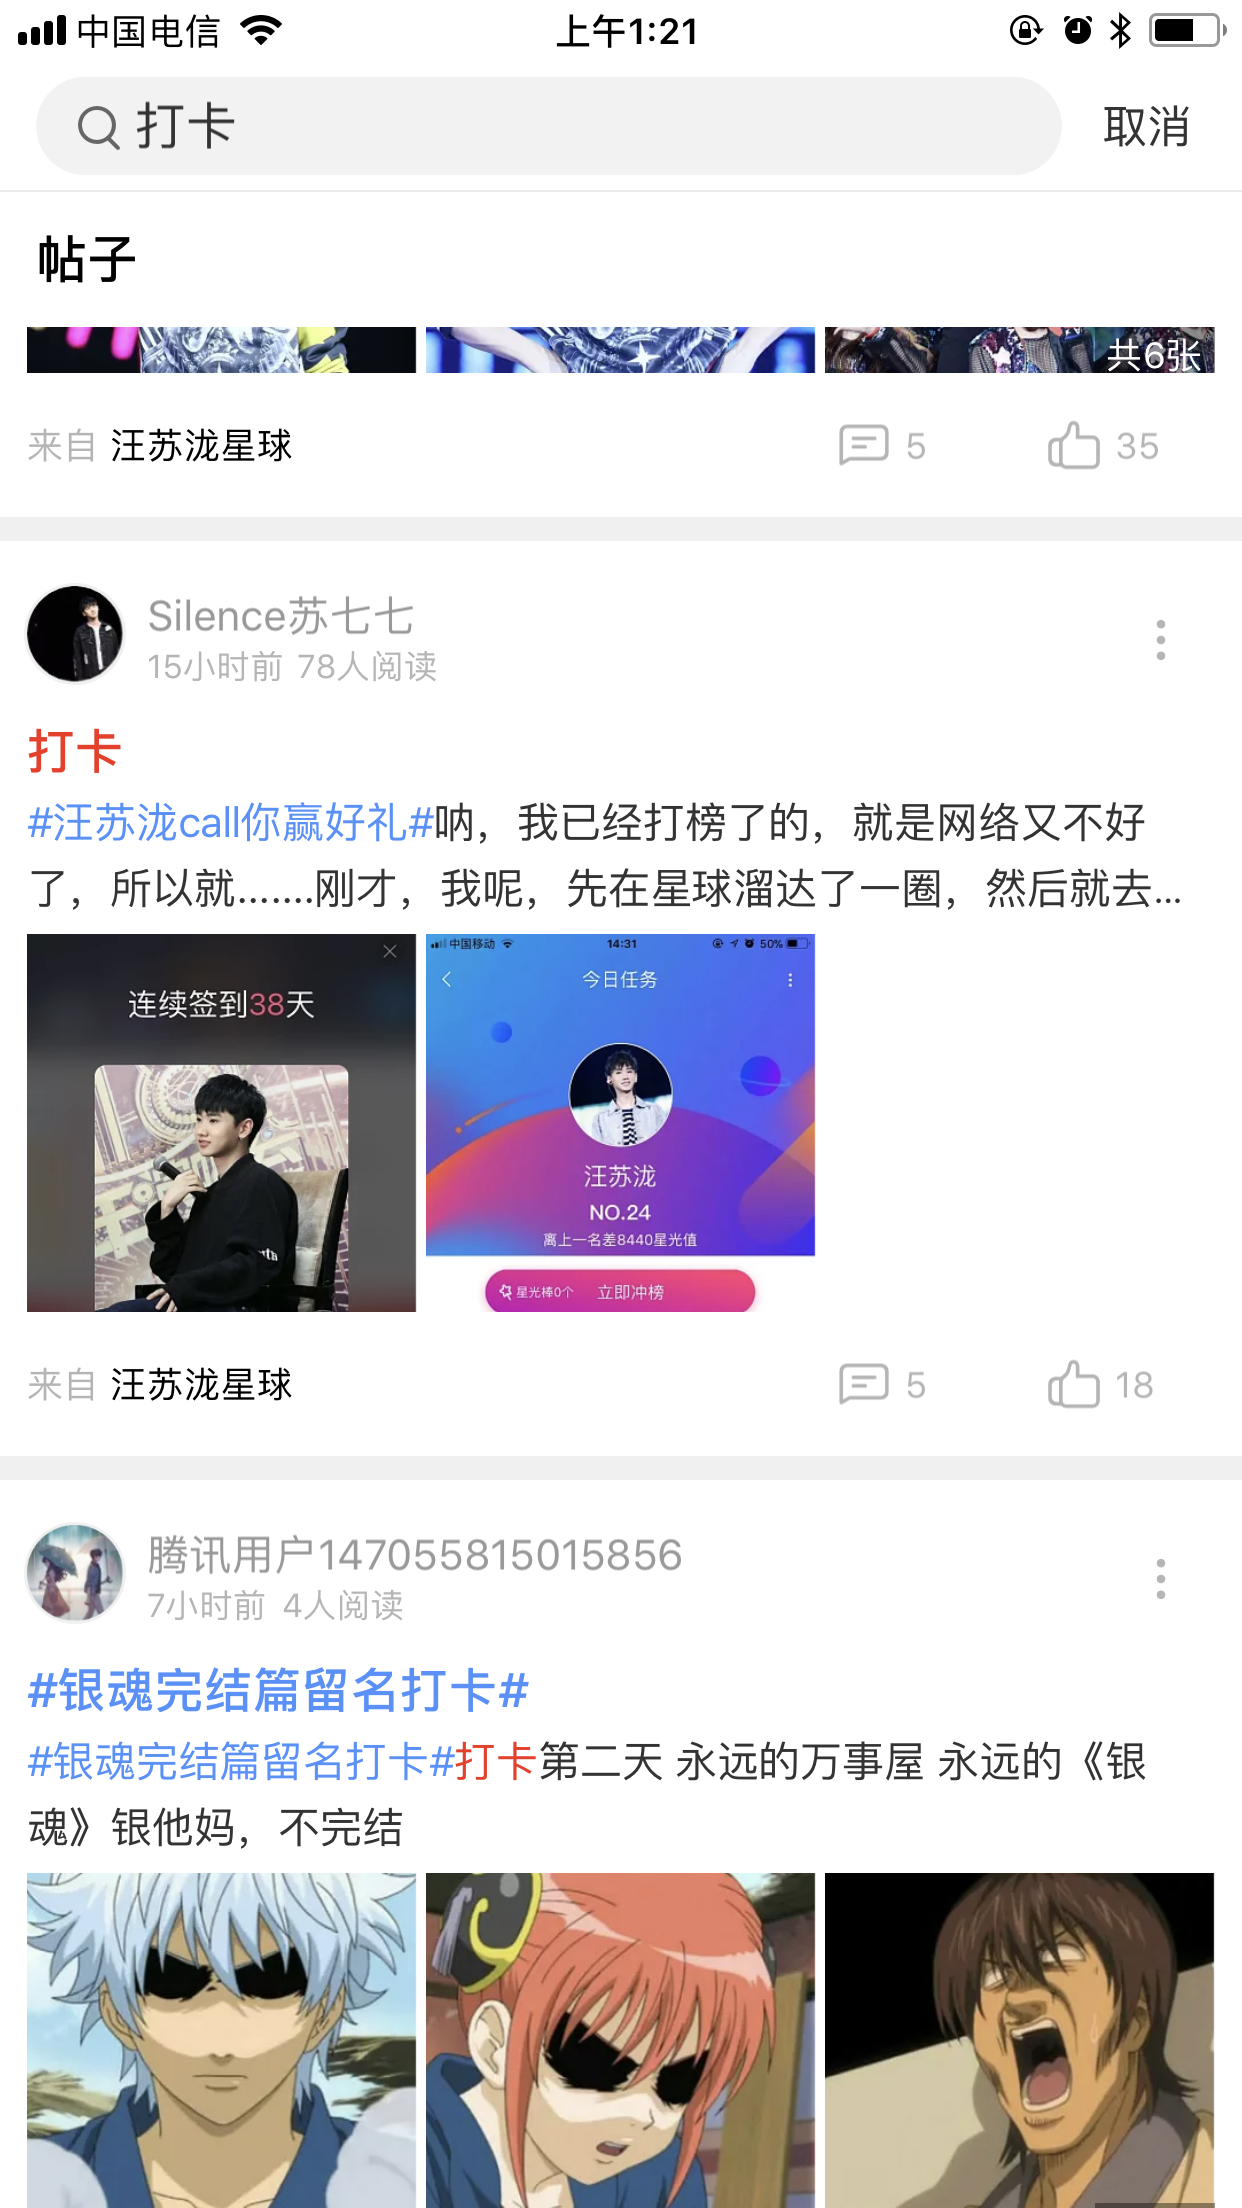 中国电信
上午1:21
打卡
取消
帖子
共6张
来自 汪苏泷星球
5
35
Silence苏七七
15小时前 78人阅读
打卡
#汪苏泷call你赢好礼#呐，我已经打榜了的，就是网络又不好
了，所以就.......刚才，我呢，先在星球溜达了一圈，然后就去...
连续签到38天
中国移动
14:31
50%
今日任务
汪苏泷
NO.24
离上一名差8440星光值
星光棒0个 立即冲榜
来自 汪苏泷星球
5
18
腾讯用户147055815015856
7小时前 4人阅读
#银魂完结篇留名打卡#
#银魂完结篇留名打卡#打卡第二天 永远的万事屋 永远的《银
魂》银他妈，不完结